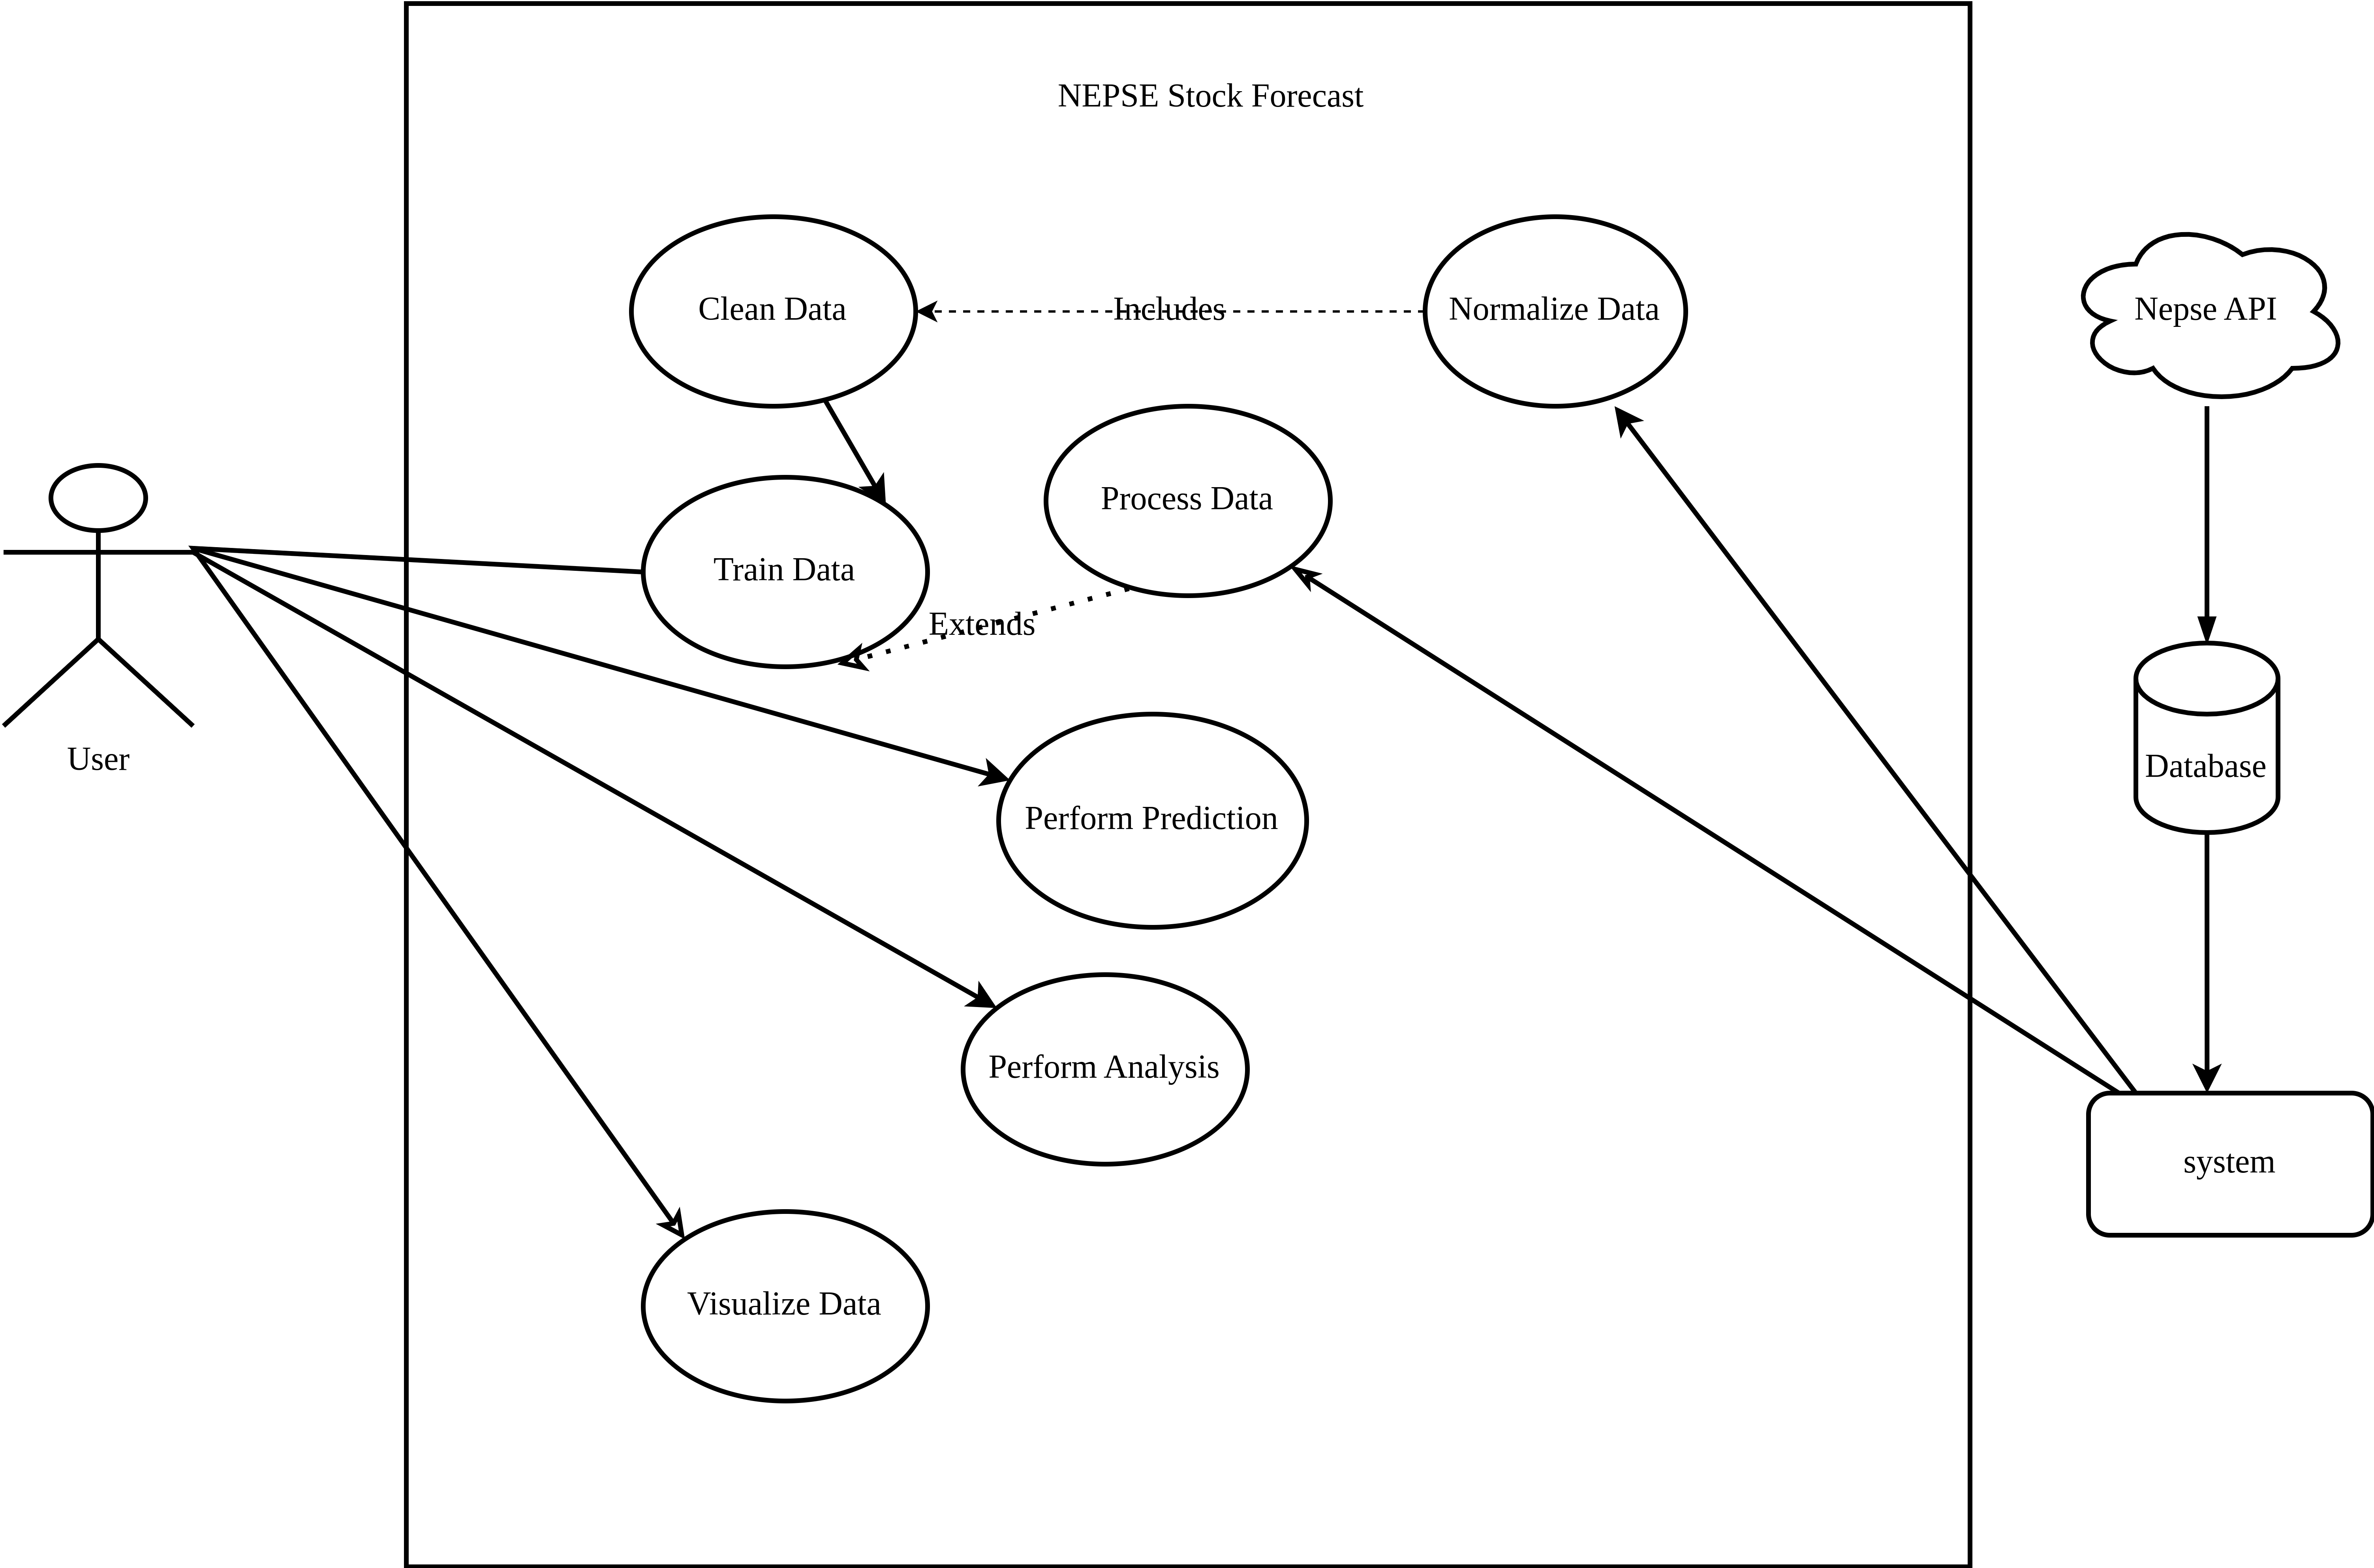 NEPSE Stock Forecast
Clean Data
Includes
Normalize Data
Nepse API
Process Data
Train Data
Extends
User
Database
Perform Prediction
Perform Analysis
system
Visualize Data